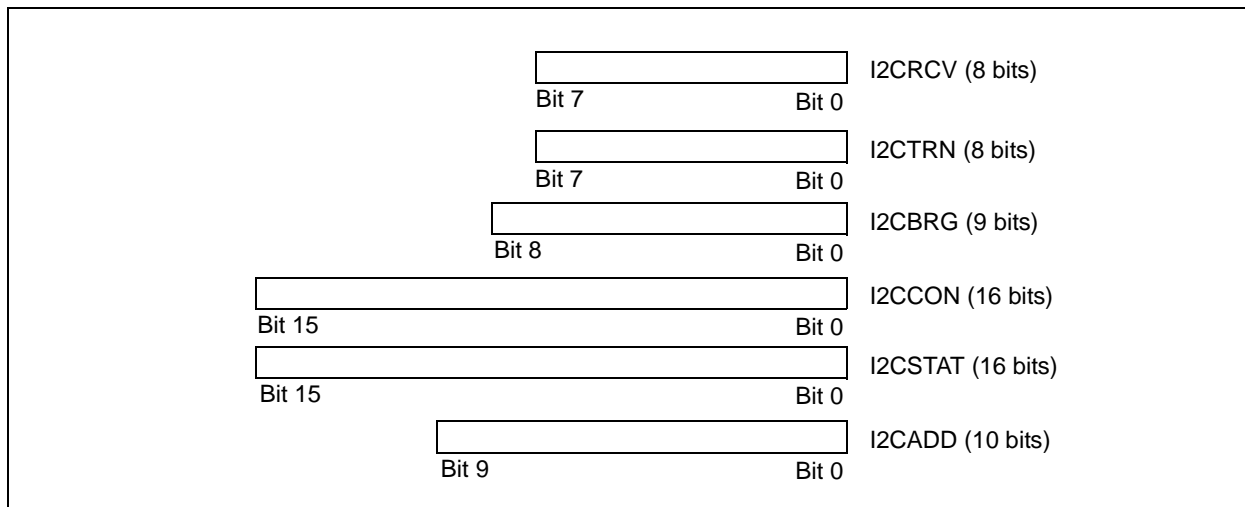 I2CRCV (8 bits)
Bit 7 Bit 0
I2CTRN (8 bits)
Bit 7 Bit 0
I2CBRG (9 bits)
Bit 8 Bit 0
I2CCON (16 bits)
Bit 15 Bit 0
I2CSTAT (16 bits)
Bit 15 Bit 0
I2CADD (10 bits)
Bit 9 Bit 0